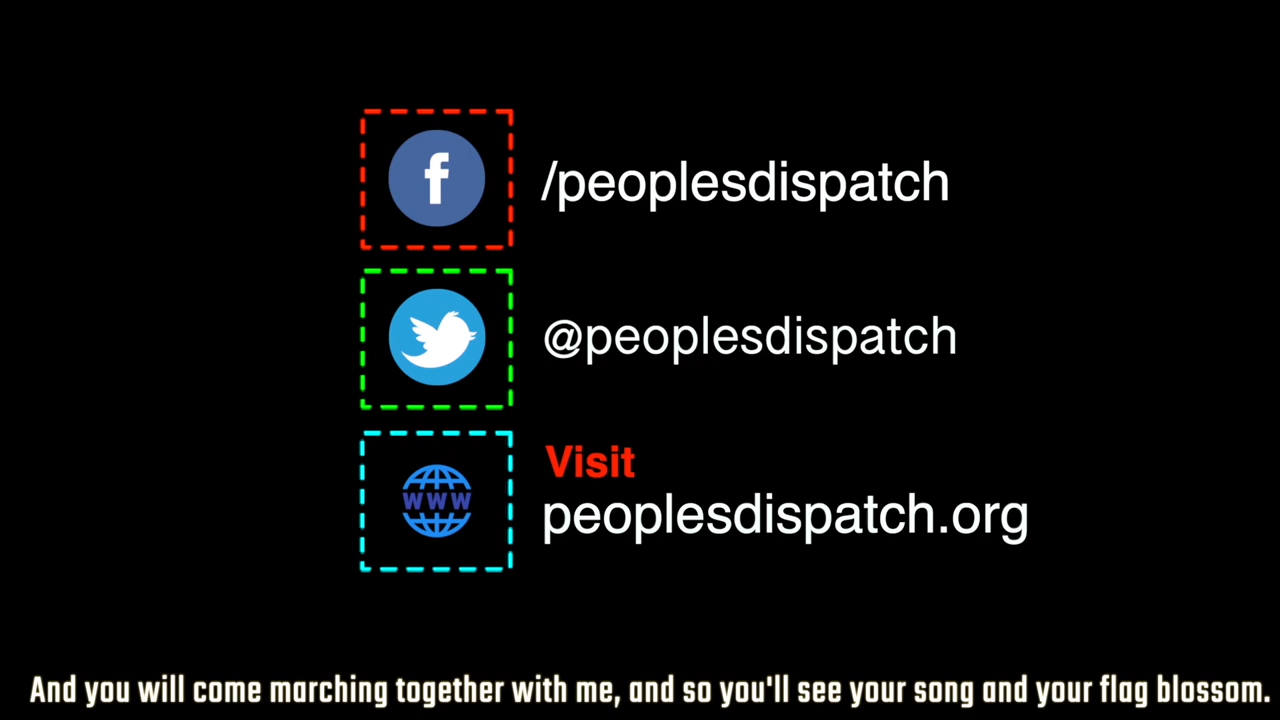 f
/peoplesdispatch
@peoplesdispatch
Visit
www
peoplesdispatch.org
And you will come marching together with me, and so you'll see your song and your flag blossom.